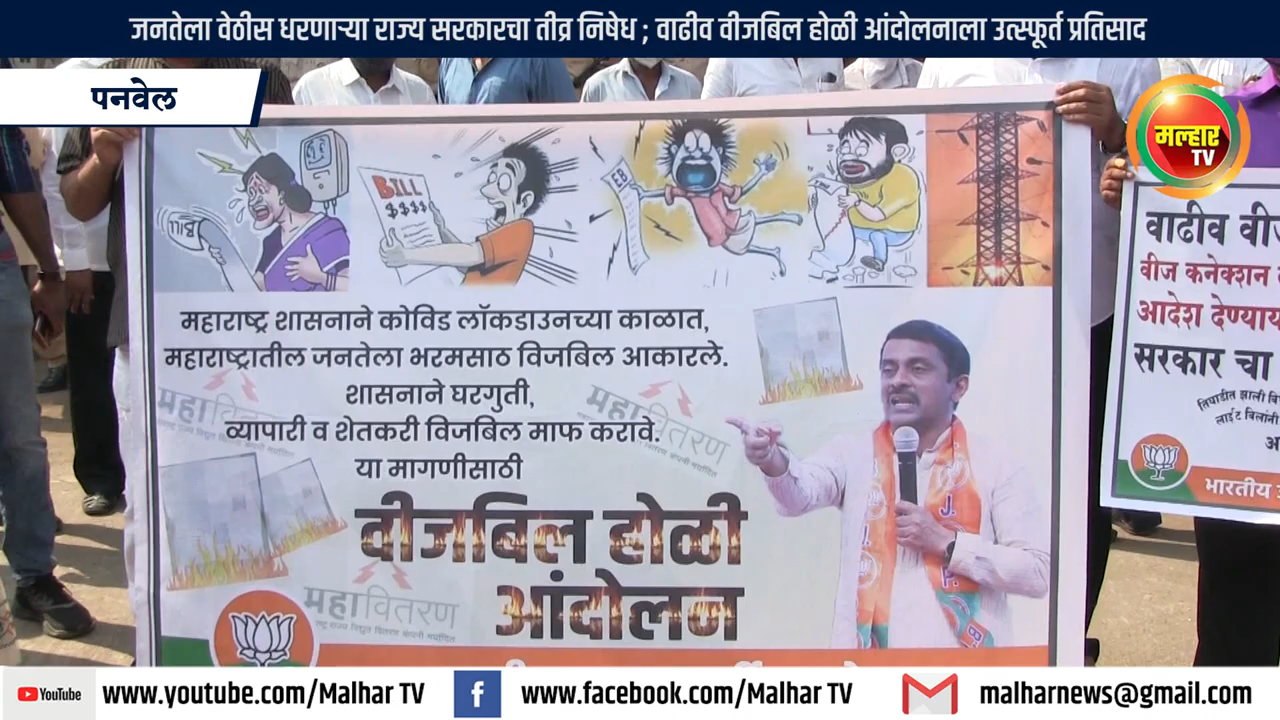 जनतेला वेठीस धरणाऱ्या राज्य सरकारचा तीव्र निषेध ; वाढीव वीजबिल होळी आंदोलनाला उत्स्फूर्त प्रतिसाद
पनवेल
मल्हार
TV
BILL
BILL
$$$$
EB
महाराष्ट्र शासनाने कोविड लॉकडाउनच्या काळात,
महाराष्ट्रातील जनतेला भरमसाठ विजबिल आकारले.
शासनाने घरगुती,
व्यापारी व शेतकरी विजबिल माफ करावे.
या मागणीसाठी
वीजबिल होळी
आंदोलन
महावितरण
महावितरण
महावितरण
J.
P.
वाढीव
वीज कनेक्शन
आदेश
सरकार चा
भारतीय
YouTube
www.youtube.com/Malhar TV
www.facebook.com/Malhar TV
malharnews@gmail.com